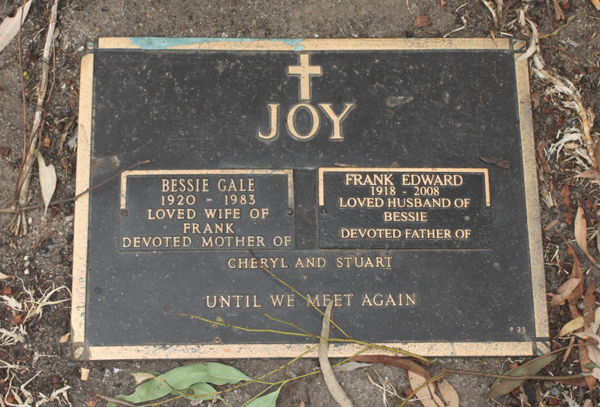 JOY
BESSIE GALE
1920 - 1983
LOVED WIFE OF
FRANK
DEVOTED MOTHER OF
FRANK EDWARD
1918 - 2008
LOVED HUSBAND OF
BESSIE
DEVOTED FATHER OF
CHERYL AND STUART
UNTIL WE MEET AGAIN
P 23